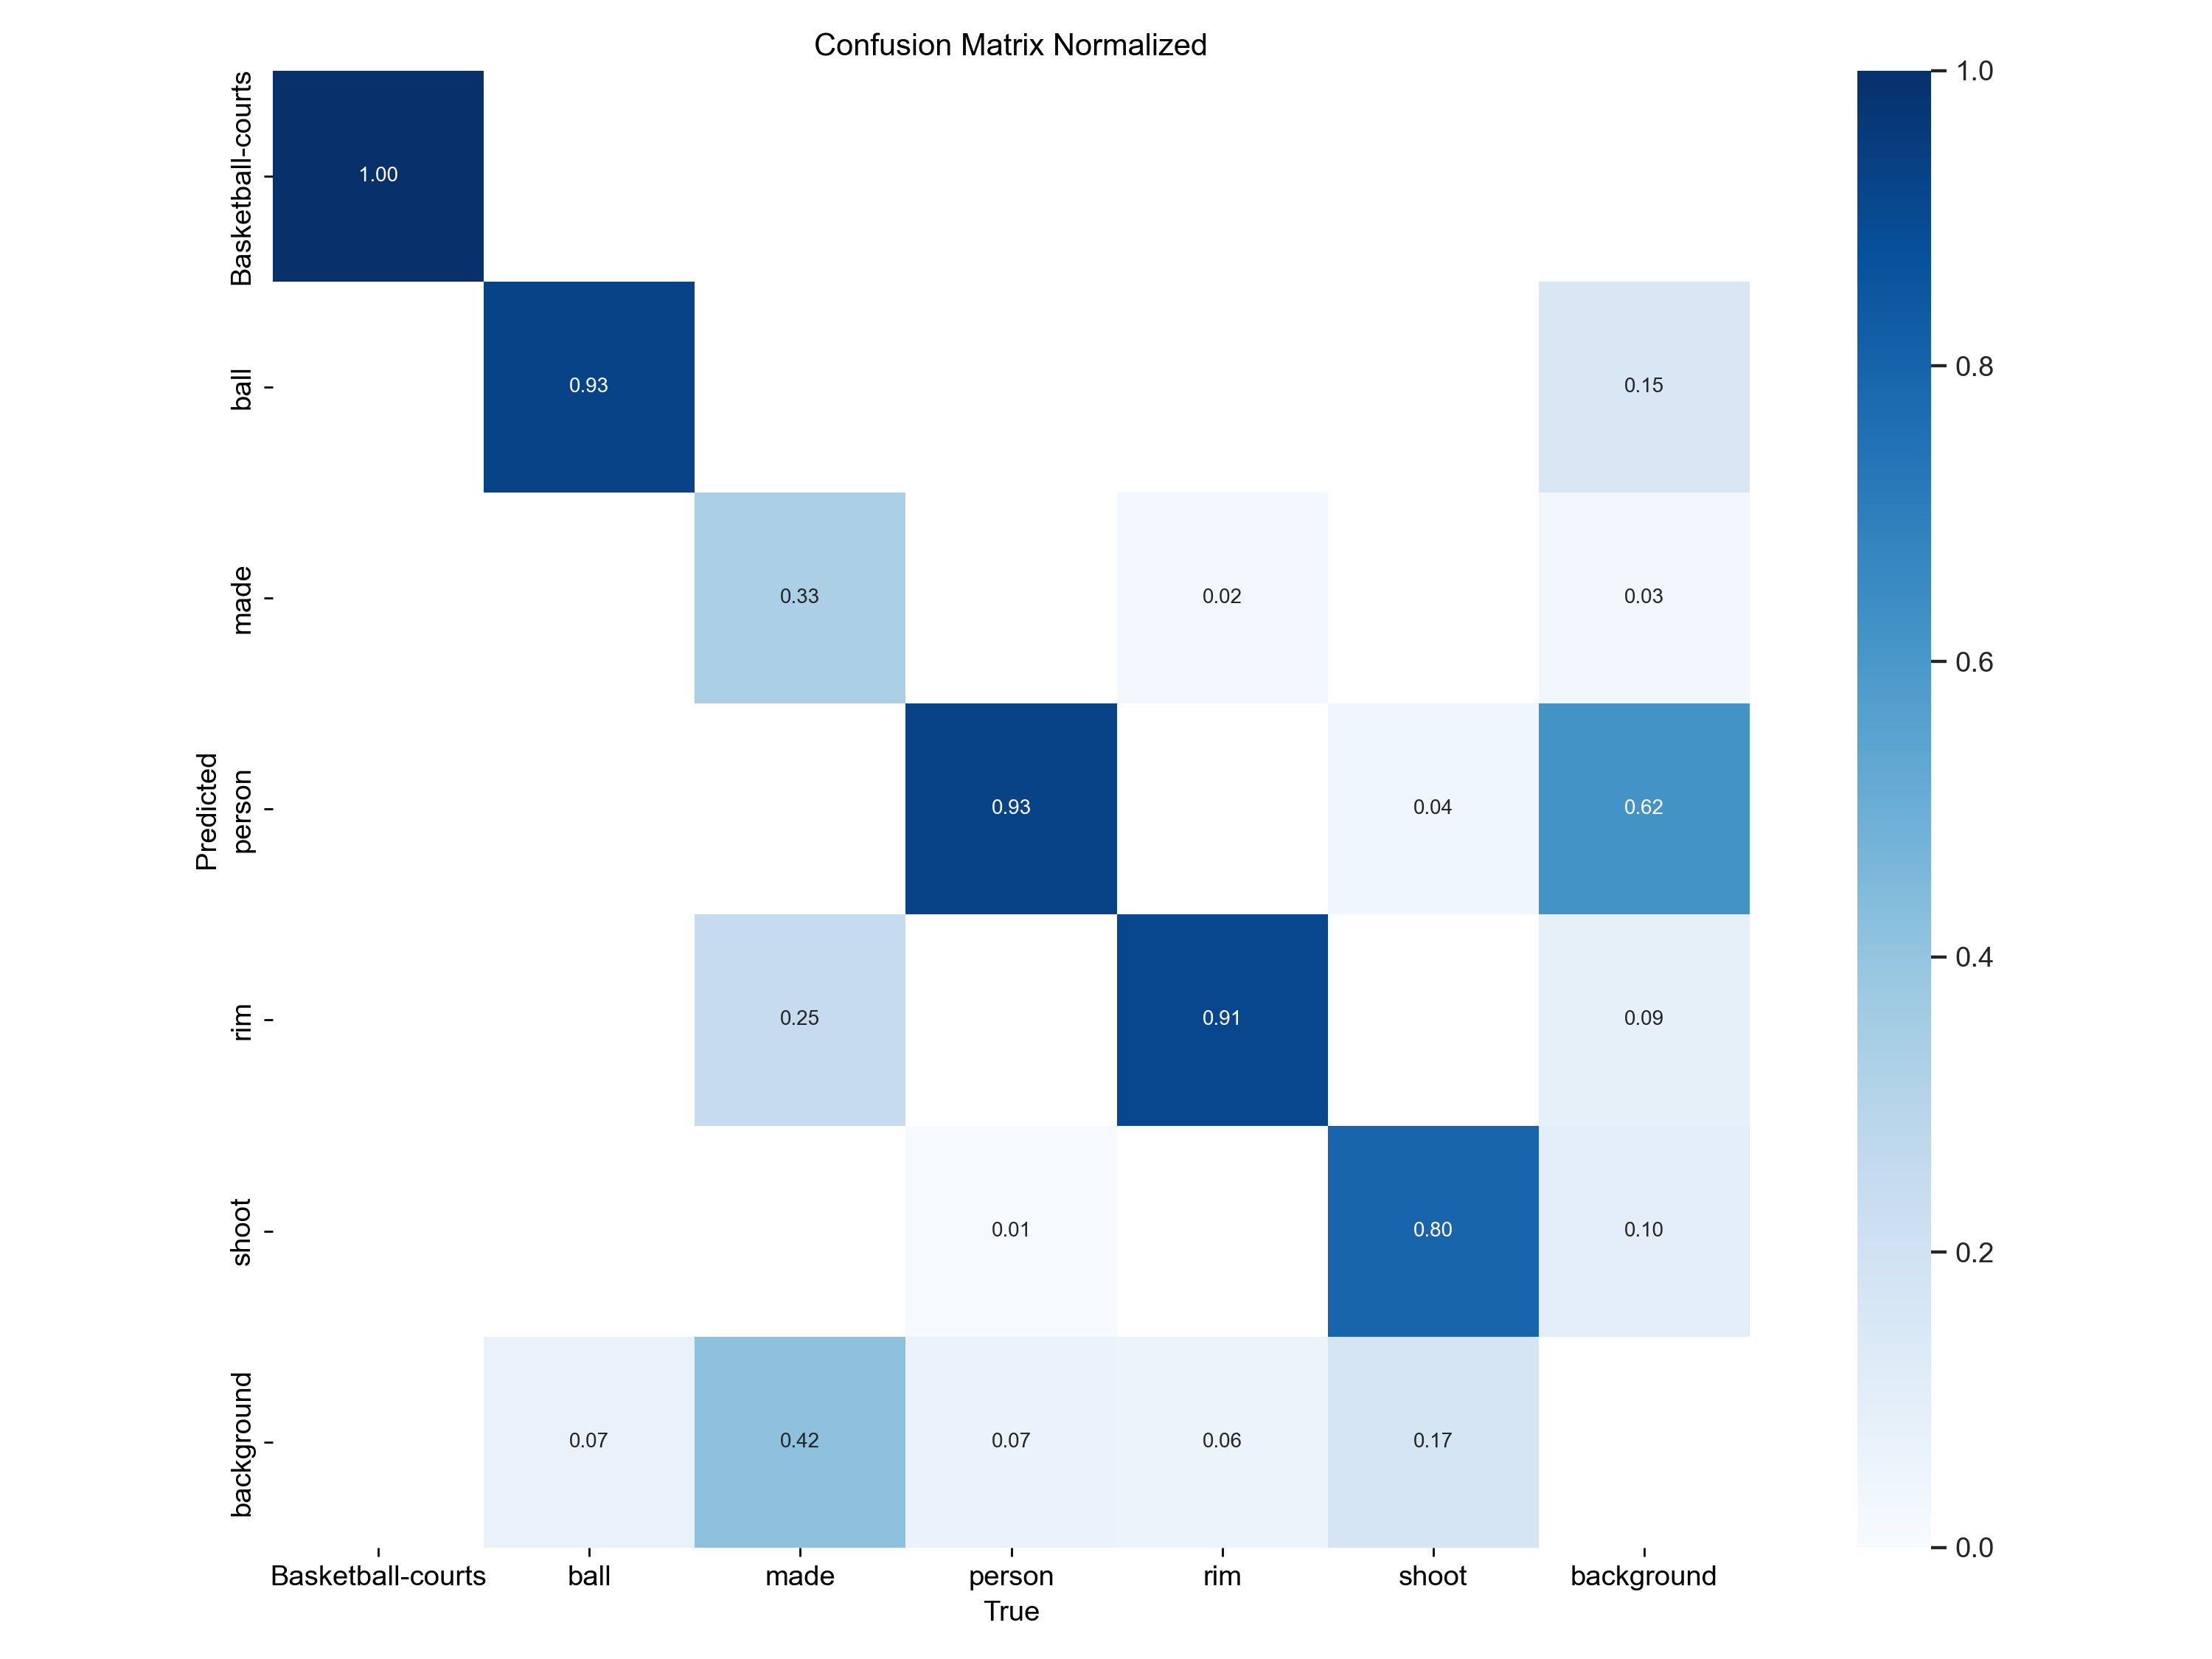 Confusion Matrix Normalized
Basketball-courts
1.00
ball
0.93
0.15
made
0.33
0.02
0.03
Predicted
person
0.93
0.04
0.62
rim
0.25
0.91
0.09
shoot
0.01
0.80
0.10
background
0.07
0.42
0.07
0.06
0.17
Basketball-courts
ball
made
person
rim
shoot
background
True
1.0
0.8
0.6
0.4
0.2
0.0